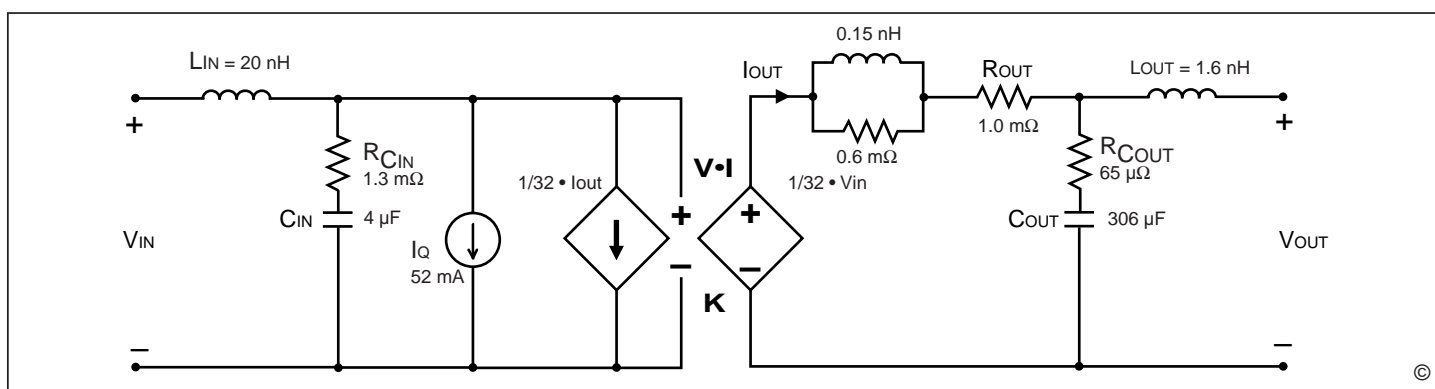 LIN = 20 nH
0.15 nH
IOUT
ROUT
1.0 mΩ
LOUT = 1.6 nH
+
+
RCIN
1.3 mΩ
0.6 mΩ
RCOUT
65 µΩ
V•I
1/32 • Iout
1/32 • Vin
+
+
CIN
4 µF
COUT
306 µF
VIN
IQ
52 mA
VOUT
–
–
K
–
–
©